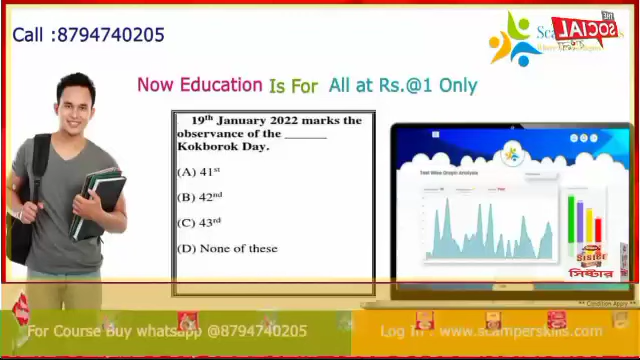 Call :8794740205
THE
SOCIAL
Now Education Is For All at Rs.@1 Only
19th January 2022 marks the
observance of the _______
Kokborok Day.
(A) 41st
(B) 42nd
(C) 43rd
(D) None of these
Test Wise Graph Analysis
সিস্টার
** Condition Apply **
For Course Buy whatsapp @8794740205
Log In : www.scamperskills.com